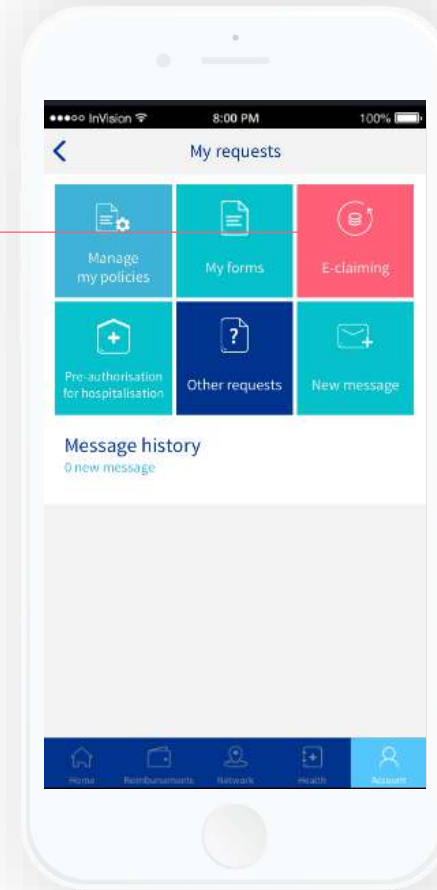 InVision 8:00 PM 100%
My requests
Manage
my policies
My forms
E-claiming
Pre-authorisation
for hospitalisation
Other requests
New message
Message history
0 new message
Home Reimbursements Network Health Account